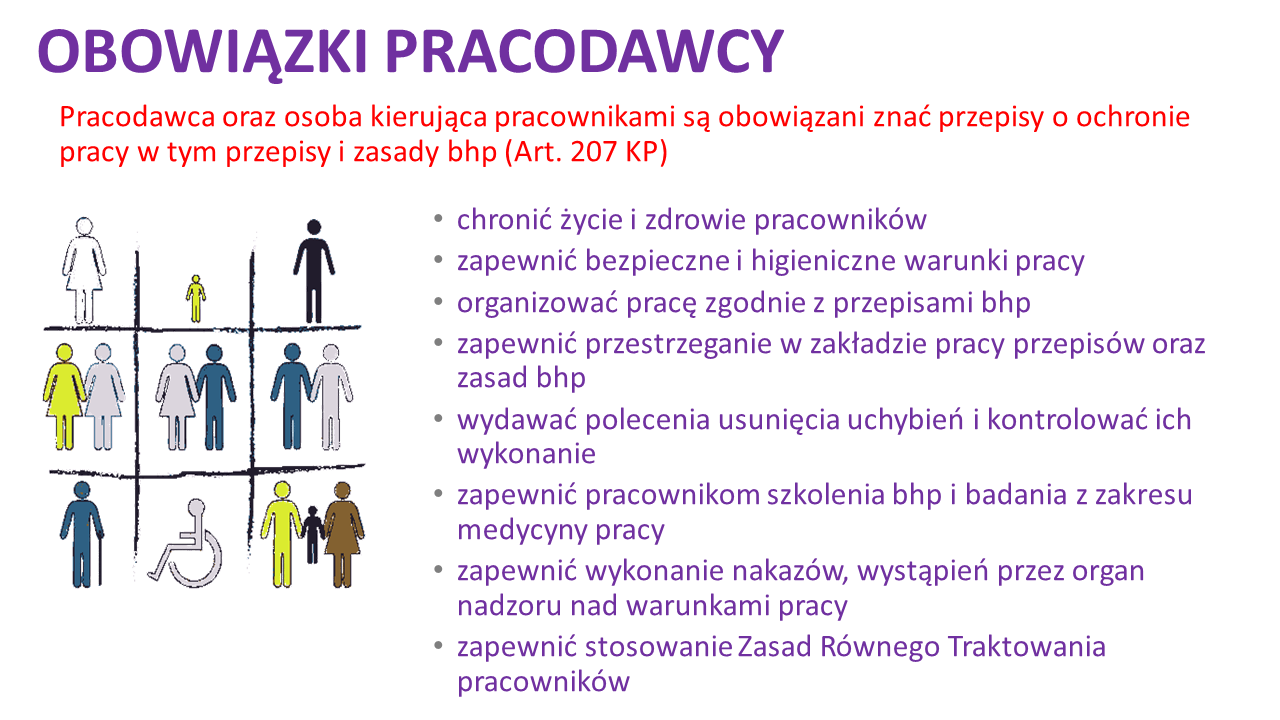 OBOWIĄZKI PRACODAWCY
Pracodawca oraz osoba kierująca pracownikami są obowiązani znać przepisy o ochronie
pracy w tym przepisy i zasady bhp (Art. 207 KP)
• chronić życie i zdrowie pracowników
• zapewnić bezpieczne i higieniczne warunki pracy
• organizować pracę zgodnie z przepisami bhp
• zapewnić przestrzeganie w zakładzie pracy przepisów oraz
zasad bhp
• wydawać polecenia usunięcia uchybień i kontrolować ich
wykonanie
• zapewnić pracownikom szkolenia bhp i badania z zakresu
medycyny pracy
• zapewnić wykonanie nakazów, wystąpień przez organ
nadzoru nad warunkami pracy
• zapewnić stosowanie Zasad Równego Traktowania
pracowników